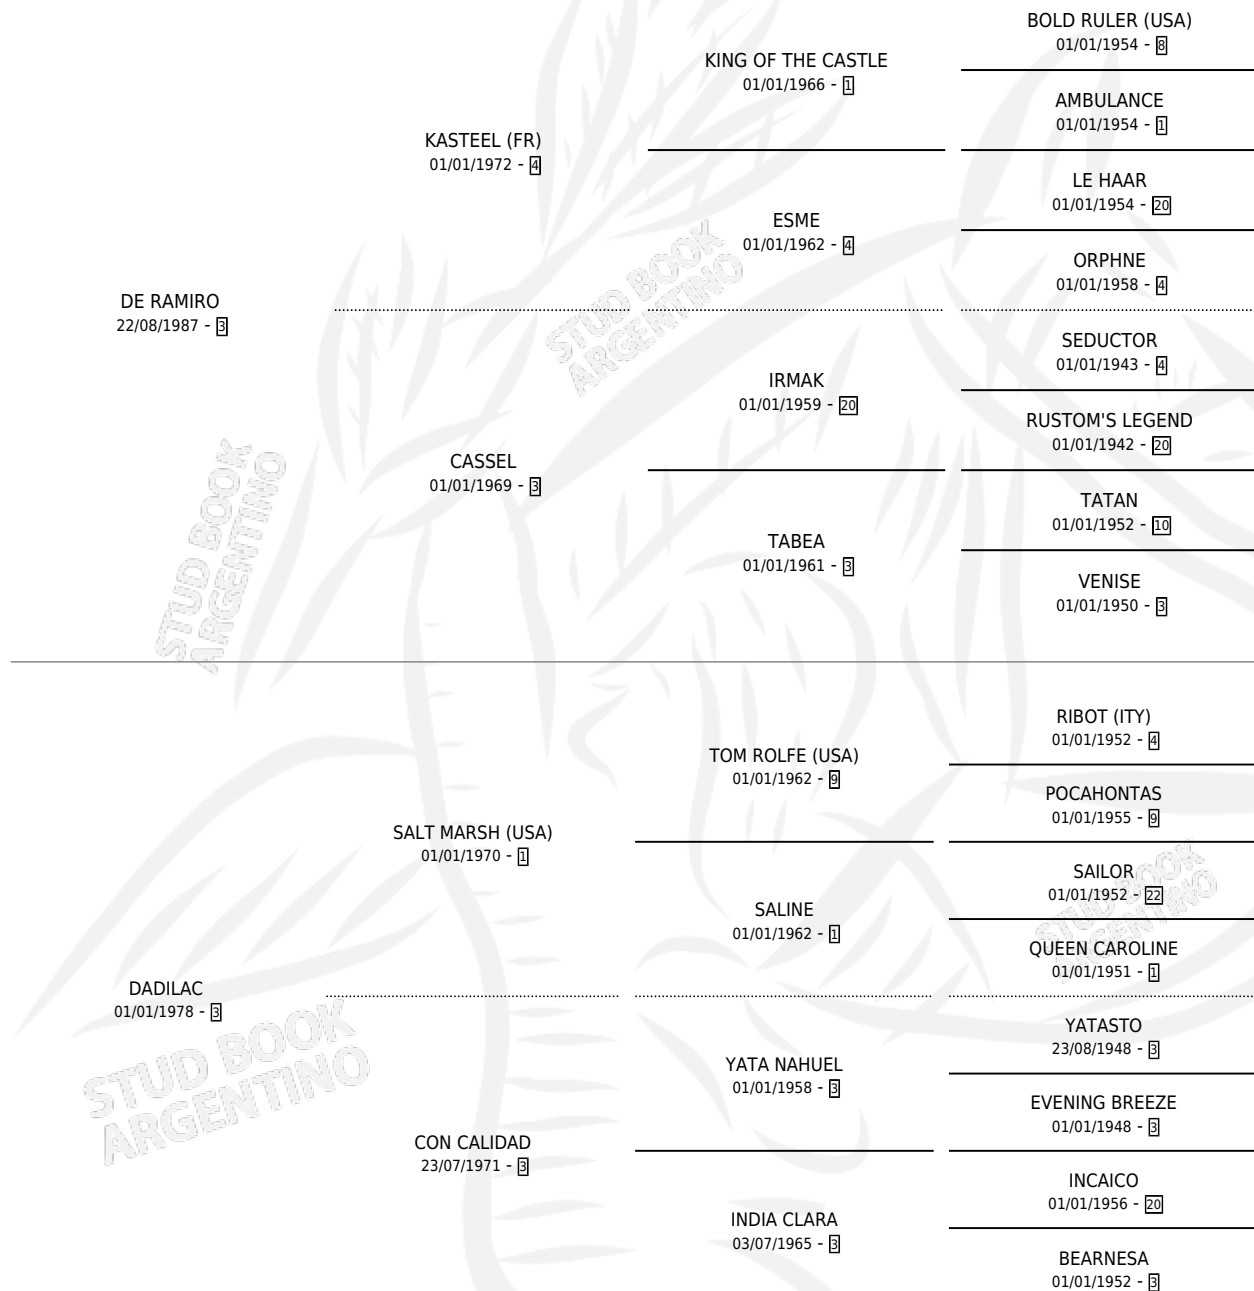 BOLD RULER (USA)
01/01/1954 - 8
KING OF THE CASTLE
01/01/1966 - 1
AMBULANCE
01/01/1954 - 1
KASTEEL (FR)
01/01/1972 - 4
LE HAAR
01/01/1954 - 20
ESME
01/01/1962 - 4
ORPHNE
01/01/1958 - 4
DE RAMIRO
22/08/1987 - 3
SEDUCTOR
01/01/1943 - 4
IRMAK
01/01/1959 - 20
RUSTOM'S LEGEND
01/01/1942 - 20
CASSEL
01/01/1969 - 3
TATAN
01/01/1952 - 10
TABEA
01/01/1961 - 3
VENISE
01/01/1950 - 3
RIBOT (ITY)
01/01/1952 - 4
TOM ROLFE (USA)
01/01/1962 - 9
POCAHONTAS
01/01/1955 - 9
SALT MARSH (USA)
01/01/1970 - 1
SAILOR
01/01/1952 - 22
SALINE
01/01/1962 - 1
QUEEN CAROLINE
01/01/1951 - 1
DADILAC
01/01/1978 - 3
YATASTO
23/08/1948 - 3
YATA NAHUEL
01/01/1958 - 3
EVENING BREEZE
01/01/1948 - 3
CON CALIDAD
23/07/1971 - 3
INCAICO
01/01/1956 - 20
INDIA CLARA
03/07/1965 - 3
BEARNESA
01/01/1952 - 3
STUD BOOK
ARGENTINO
STUD BOOK
ARGENTINO
STUD BOOK
ARGENTINO
STUD BOOK
ARGENTINO